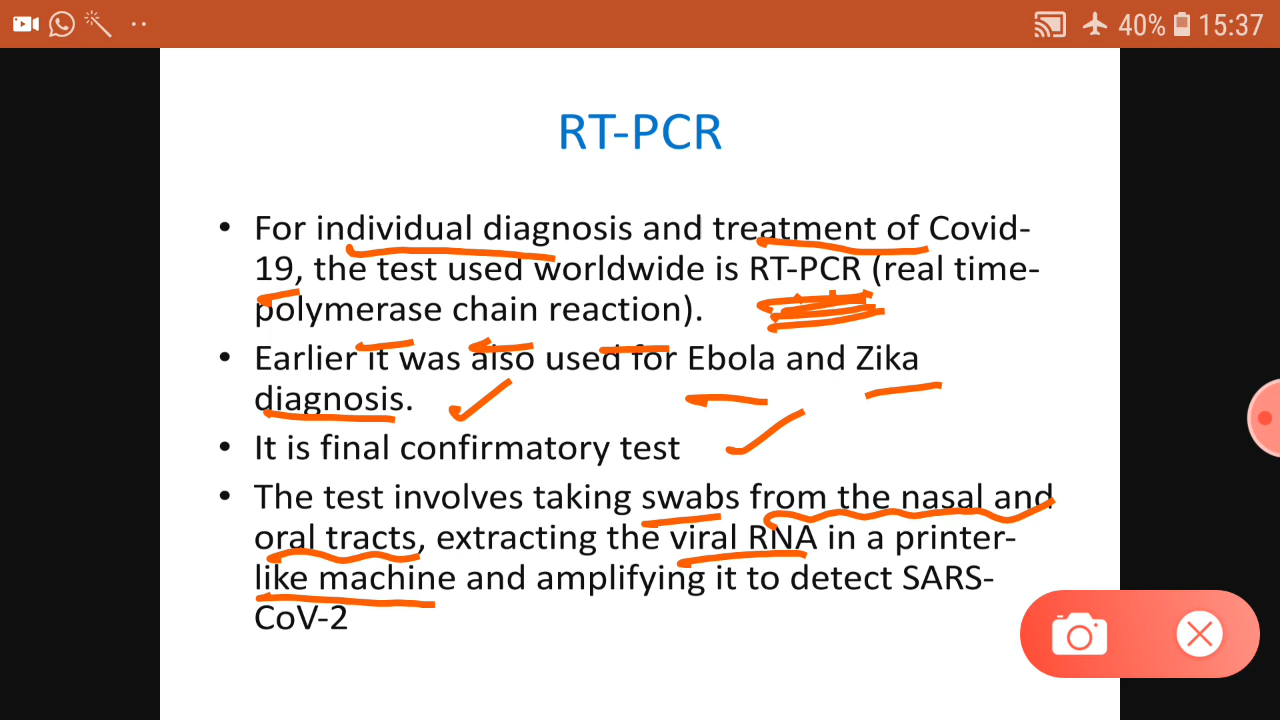 40% 15:37
RT-PCR
• For individual diagnosis and treatment of Covid-
19, the test used worldwide is RT-PCR (real time-
polymerase chain reaction).
• Earlier it was also used for Ebola and Zika
diagnosis.
• It is final confirmatory test
• The test involves taking swabs from the nasal and
oral tracts, extracting the viral RNA in a printer-
like machine and amplifying it to detect SARS-
CoV-2